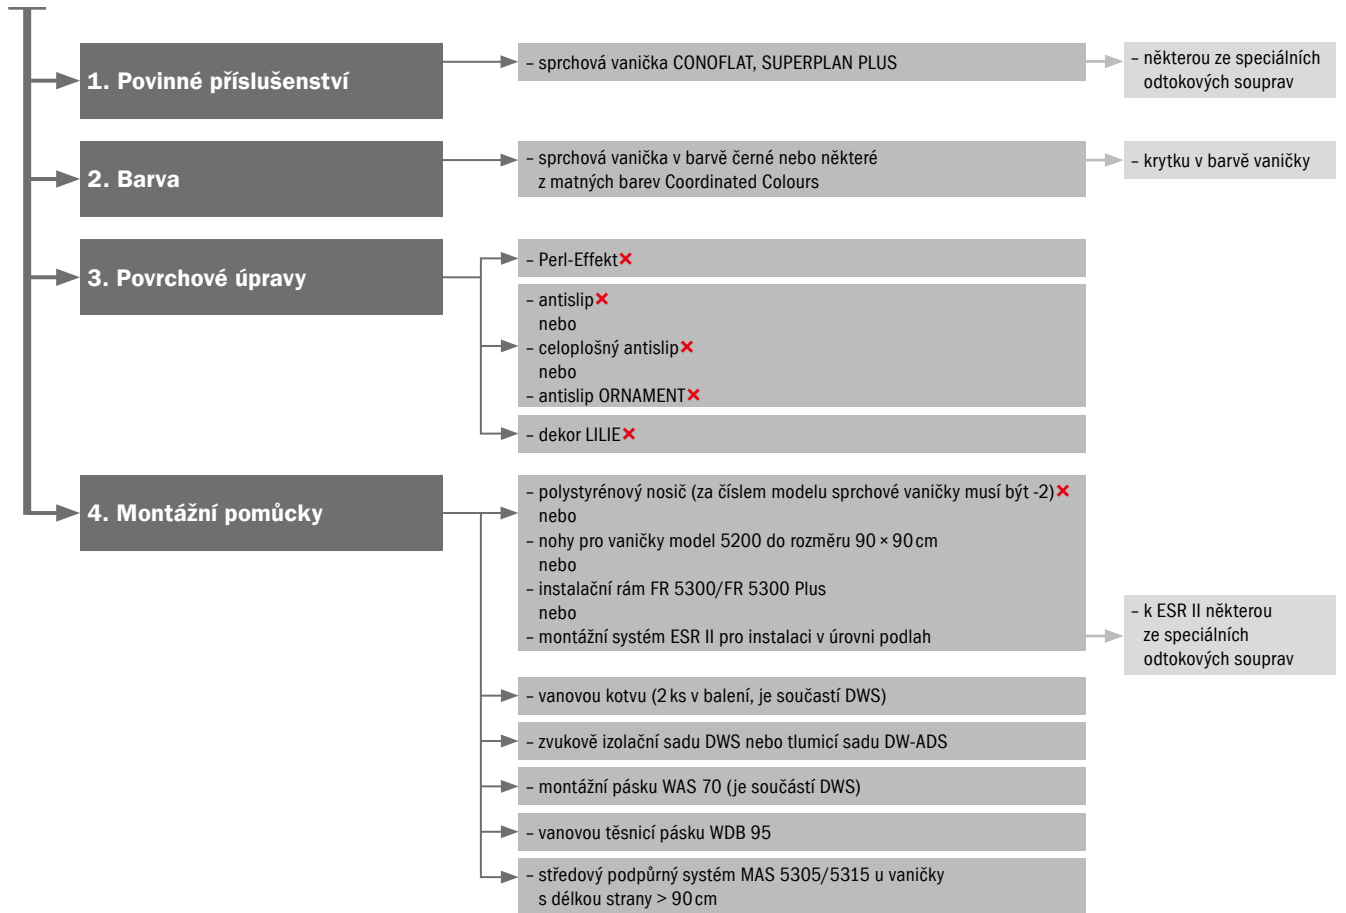 1. Povinné příslušenství
– sprchová vanička CONOFLAT, SUPERPLAN PLUS
– některou ze speciálních
odtokových souprav
2. Barva
– sprchová vanička v barvě černé nebo některé
z matných barev Coordinated Colours
– krytku v barvě vaničky
3. Povrchové úpravy
– Perl-Effekt✕
– antislip✕
nebo
– celoplošný antislip✕
nebo
– antislip ORNAMENT✕
– dekor LILIE✕
4. Montážní pomůcky
– polystyrénový nosič (za číslem modelu sprchové vaničky musí být -2)✕
nebo
– nohy pro vaničky model 5200 do rozměru 90 × 90 cm
nebo
– instalační rám FR 5300/FR 5300 Plus
nebo
– montážní systém ESR II pro instalaci v úrovni podlah
– k ESR II některou
ze speciálních
odtokových souprav
– vanovou kotvu (2 ks v balení, je součastí DWS)
– zvukově izolační sadu DWS nebo tlumicí sadu DW-ADS
– montážní pásku WAS 70 (je součástí DWS)
– vanovou těsnicí pásku WDB 95
– středový podpůrný systém MAS 5305/5315 u vaničky
s délkou strany > 90 cm